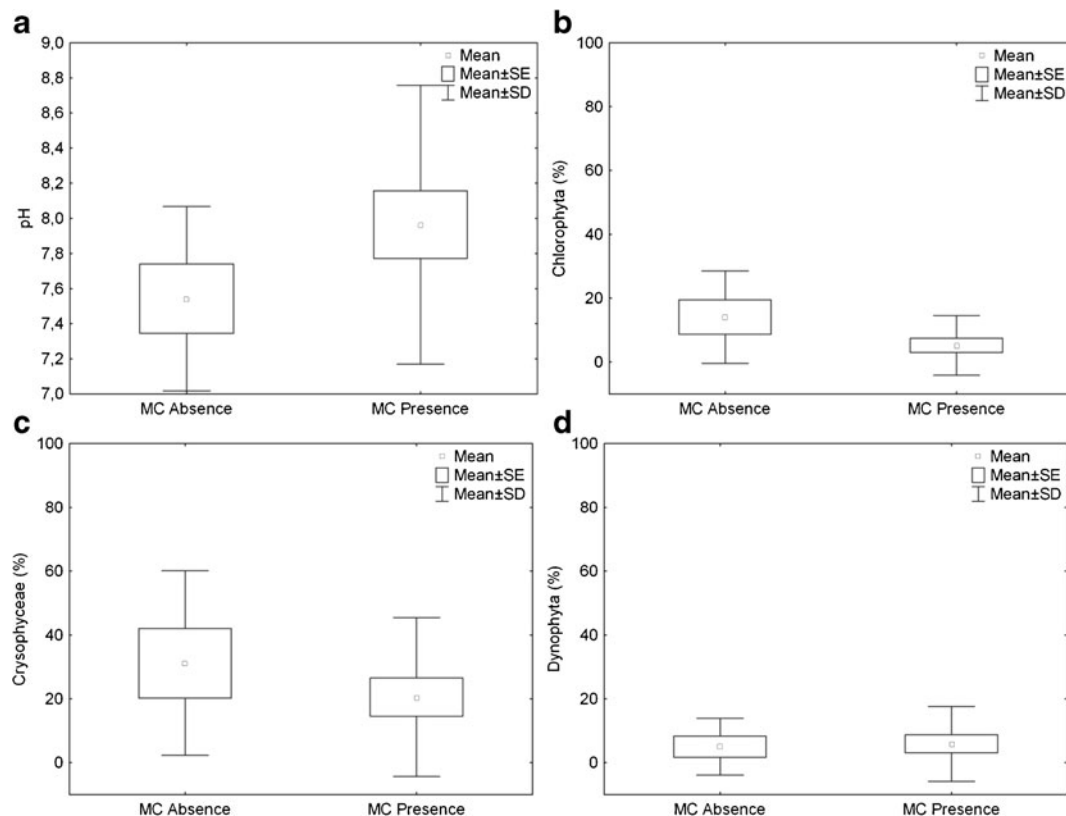 a
9,0
8,8
8,6
8,4
8,2
8,0
7,8
7,6
7,4
7,2
7,0
pH
MC Absence
MC Presence
Mean
Mean±SE
Mean±SD
b
100
80
60
40
20
0
Chlorophyta (%)
MC Absence
MC Presence
Mean
Mean±SE
Mean±SD
c
100
80
60
40
20
0
Crysophyceae (%)
MC Absence
MC Presence
Mean
Mean±SE
Mean±SD
d
100
80
60
40
20
0
Dynophyta (%)
MC Absence
MC Presence
Mean
Mean±SE
Mean±SD